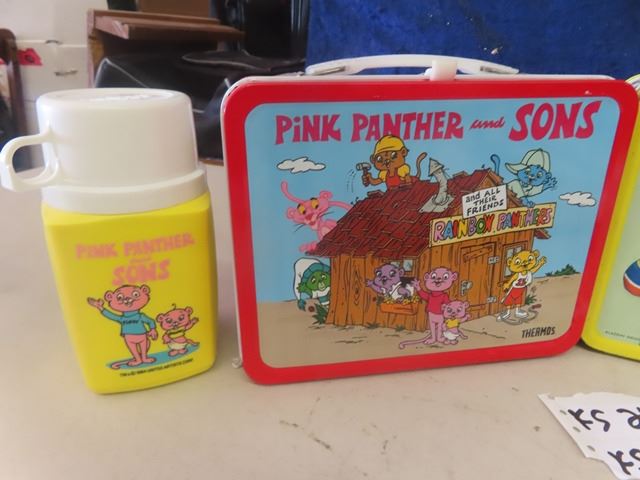 PINK PANTHER and SONS
and ALL
THEIR
FRIENDS
RAINBOW PANTHERS
THERMOS
PINK PANTHER
and
SONS